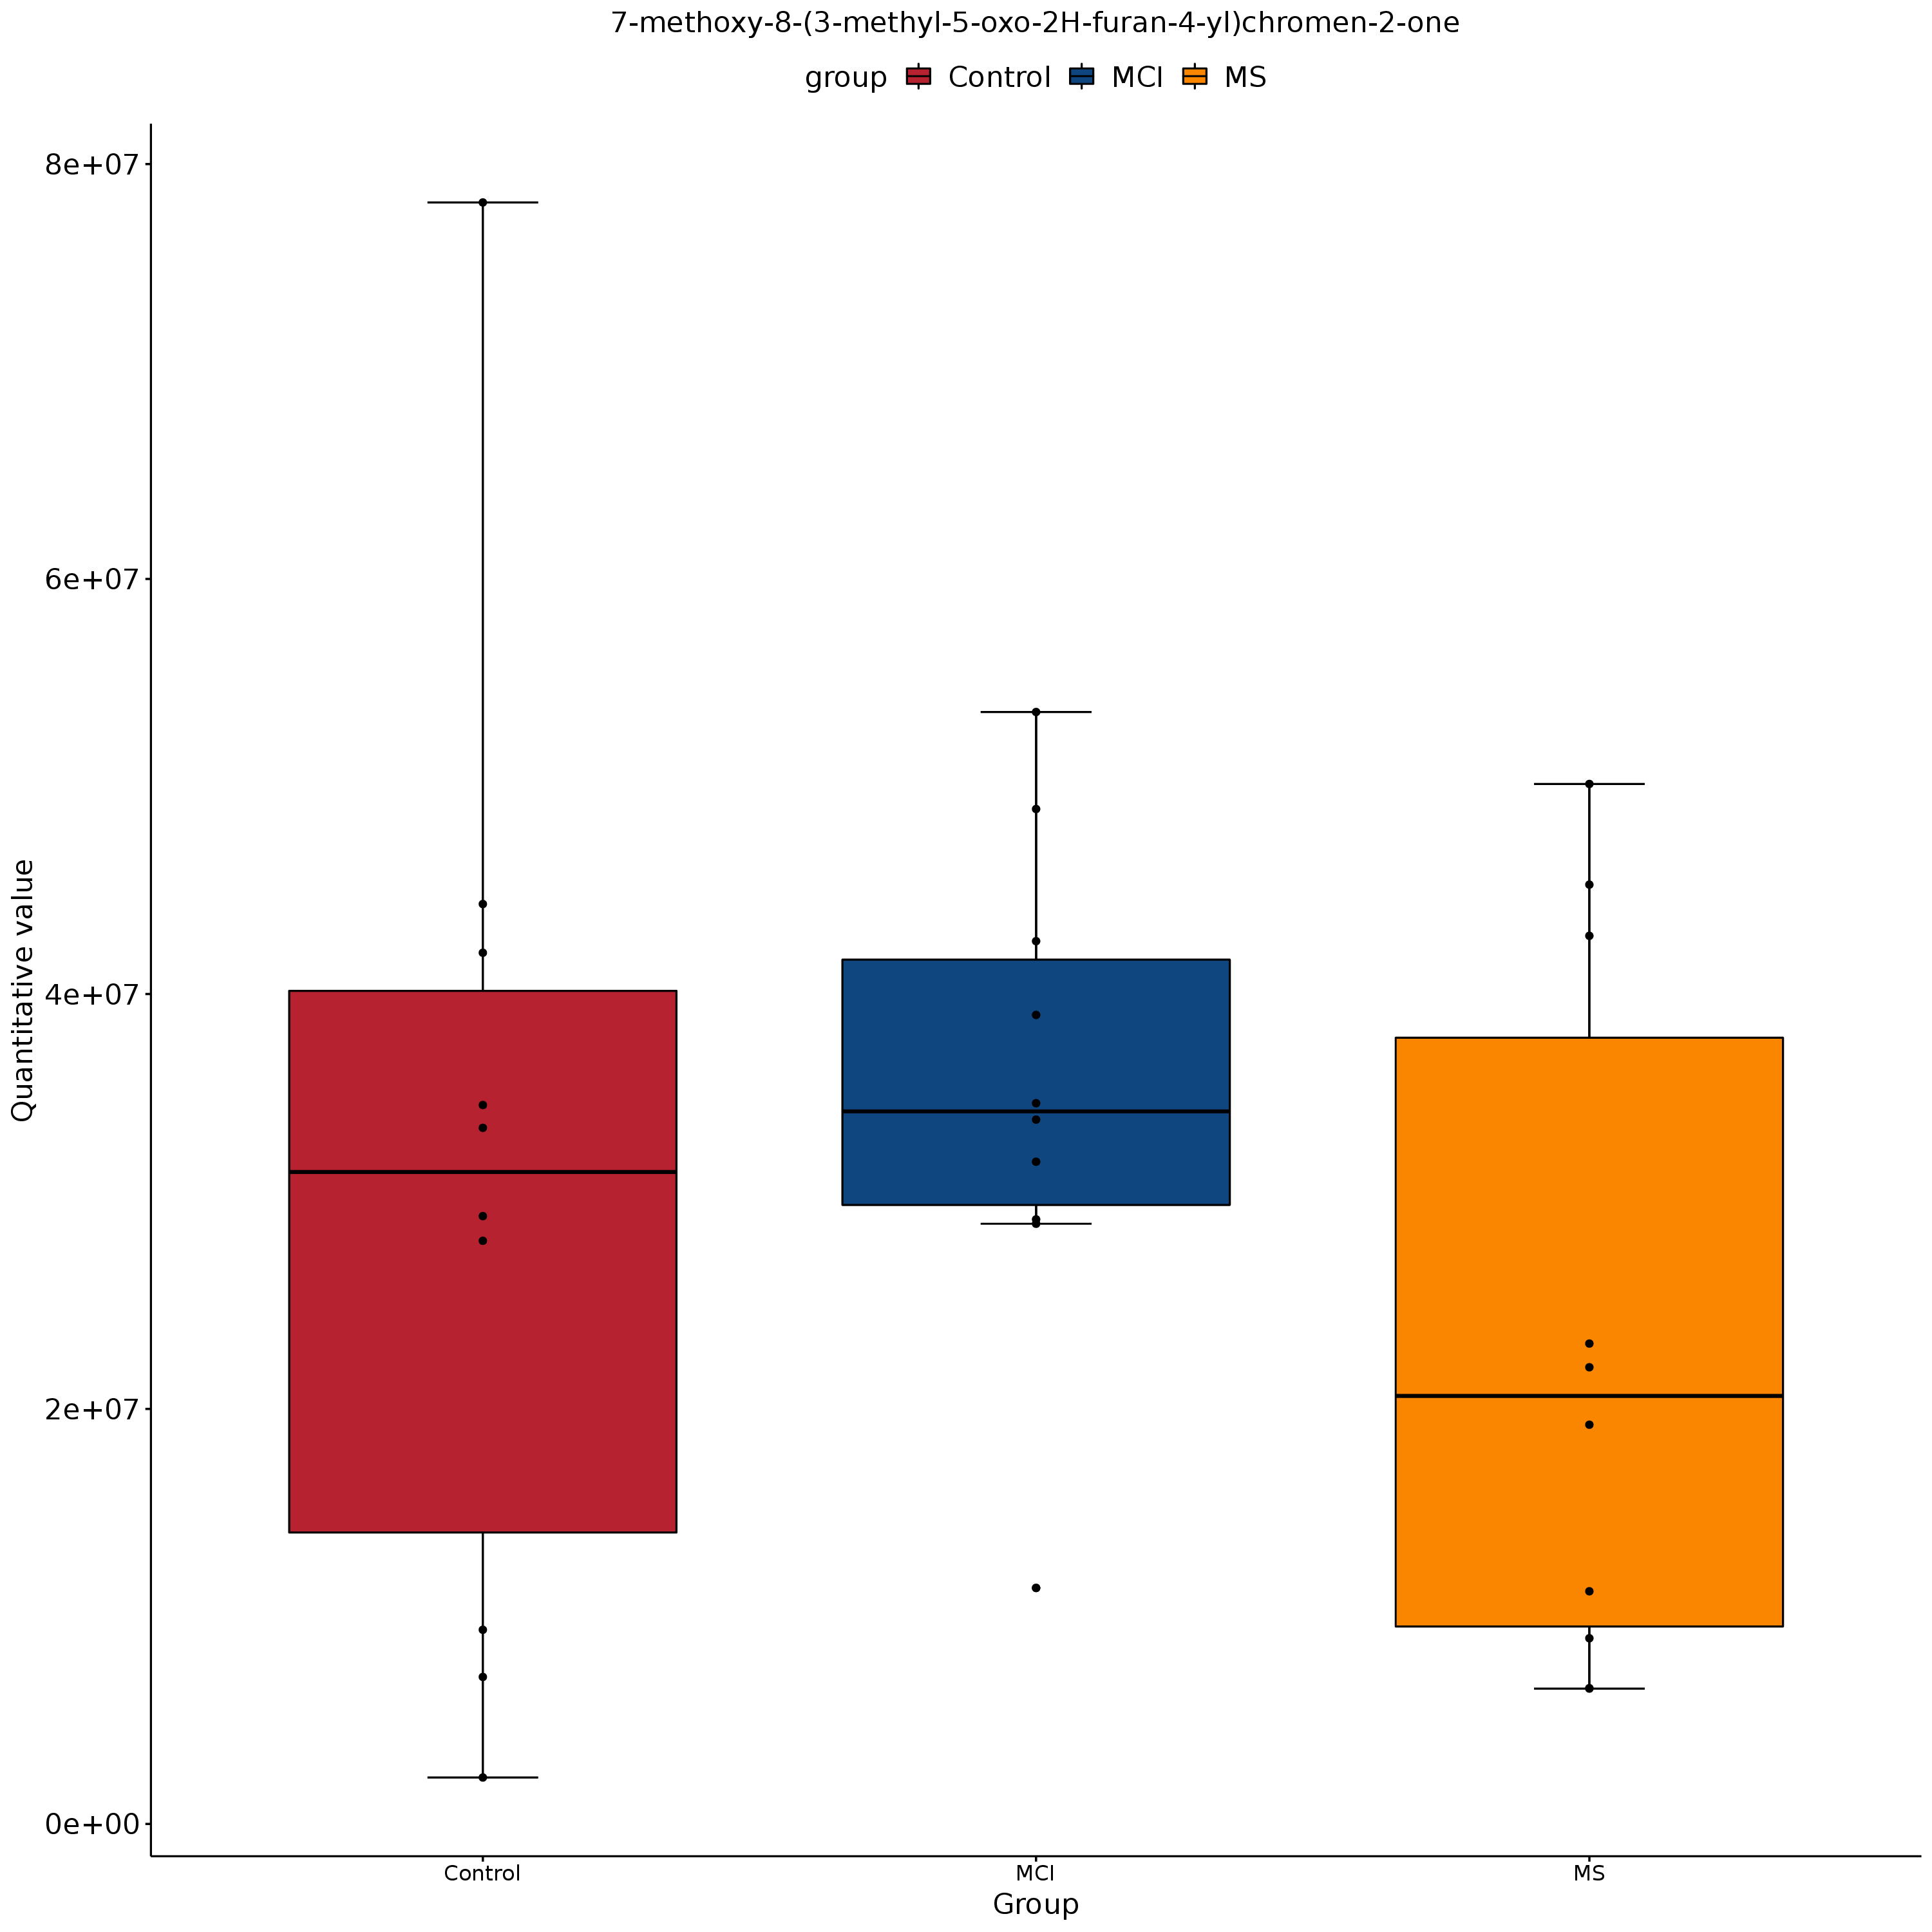 7-methoxy-8-(3-methyl-5-oxo-2H-furan-4-yl)chromen-2-one
group Control MCI MS
8e+07
6e+07
4e+07
2e+07
0e+00
Quantitative value
Control MCI MS
Group